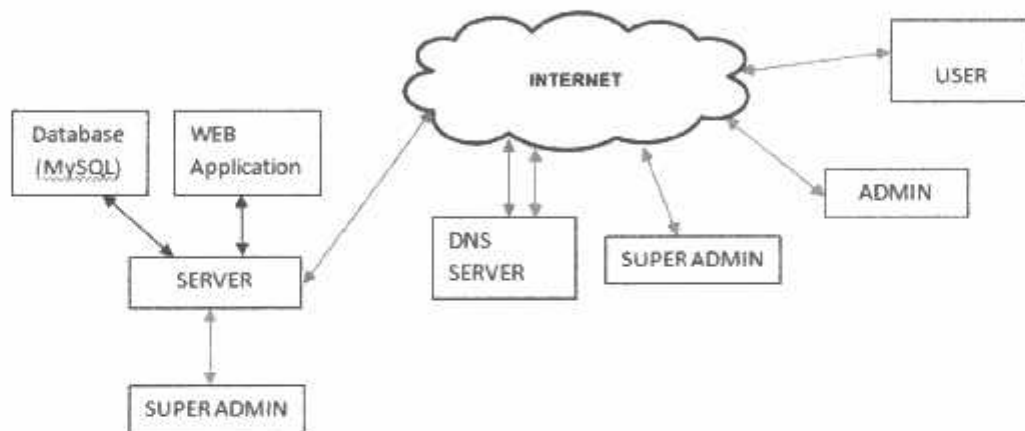 INTERNET
USER
Database
(MySQL)
WEB
Application
ADMIN
DNS
SERVER
SUPER ADMIN
SERVER
SUPER ADMIN